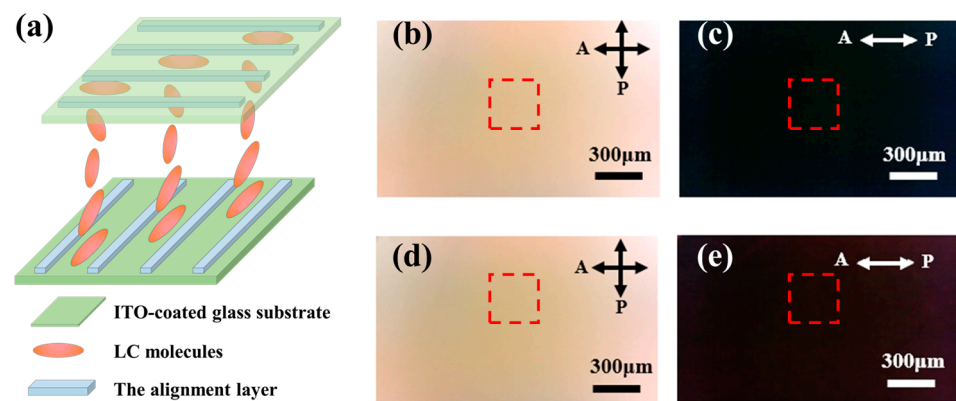 (a)
ITO-coated glass substrate
LC molecules
The alignment layer
(b)
A
P
300μm
(c)
A P
300μm
(d)
A
P
300μm
(e)
A P
300μm